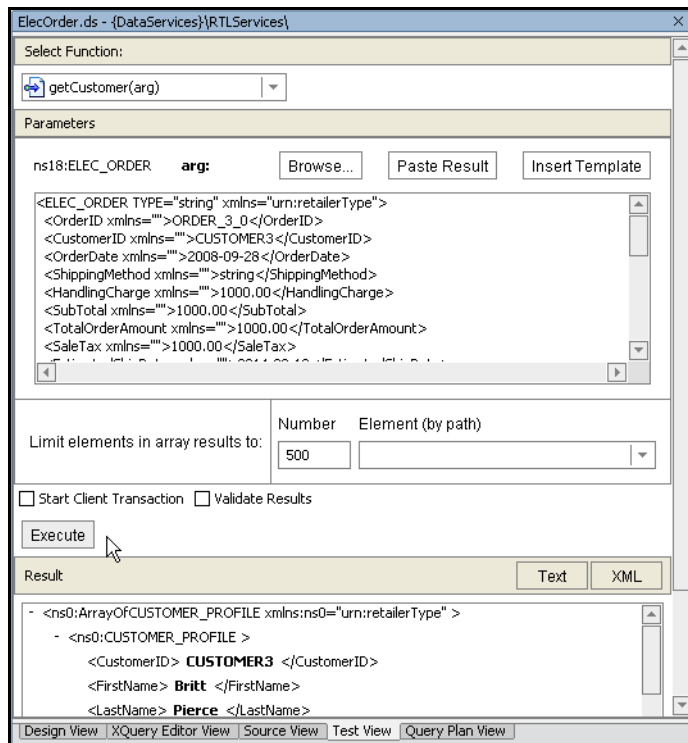 ElecOrder.ds - {DataServices}\RTLServices\
Select Function:
getCustomer(arg)
Parameters
ns18:ELEC_ORDER arg: Browse... Paste Result Insert Template
<ELEC_ORDER TYPE="string" xmlns="urn:retailerType">
<OrderID xmlns="">ORDER_3_0</OrderID>
<CustomerID xmlns="">CUSTOMER3</CustomerID>
<OrderDate xmlns="">2008-09-28</OrderDate>
<ShippingMethod xmlns="">string</ShippingMethod>
<HandlingCharge xmlns="">1000.00</HandlingCharge>
<SubTotal xmlns="">1000.00</SubTotal>
<TotalOrderAmount xmlns="">1000.00</TotalOrderAmount>
<SaleTax xmlns="">1000.00</SaleTax>
Number Element (by path)
Limit elements in array results to: 500
Start Client Transaction Validate Results
Execute
Result Text XML
- <ns0:ArrayOfCUSTOMER_PROFILE xmlns:ns0="urn:retailerType" >
- <ns0:CUSTOMER_PROFILE >
<CustomerID> CUSTOMER3 </CustomerID>
<FirstName> Britt </FirstName>
<LastName> Pierce </LastName>
Design View XQuery Editor View Source View Test View Query Plan View